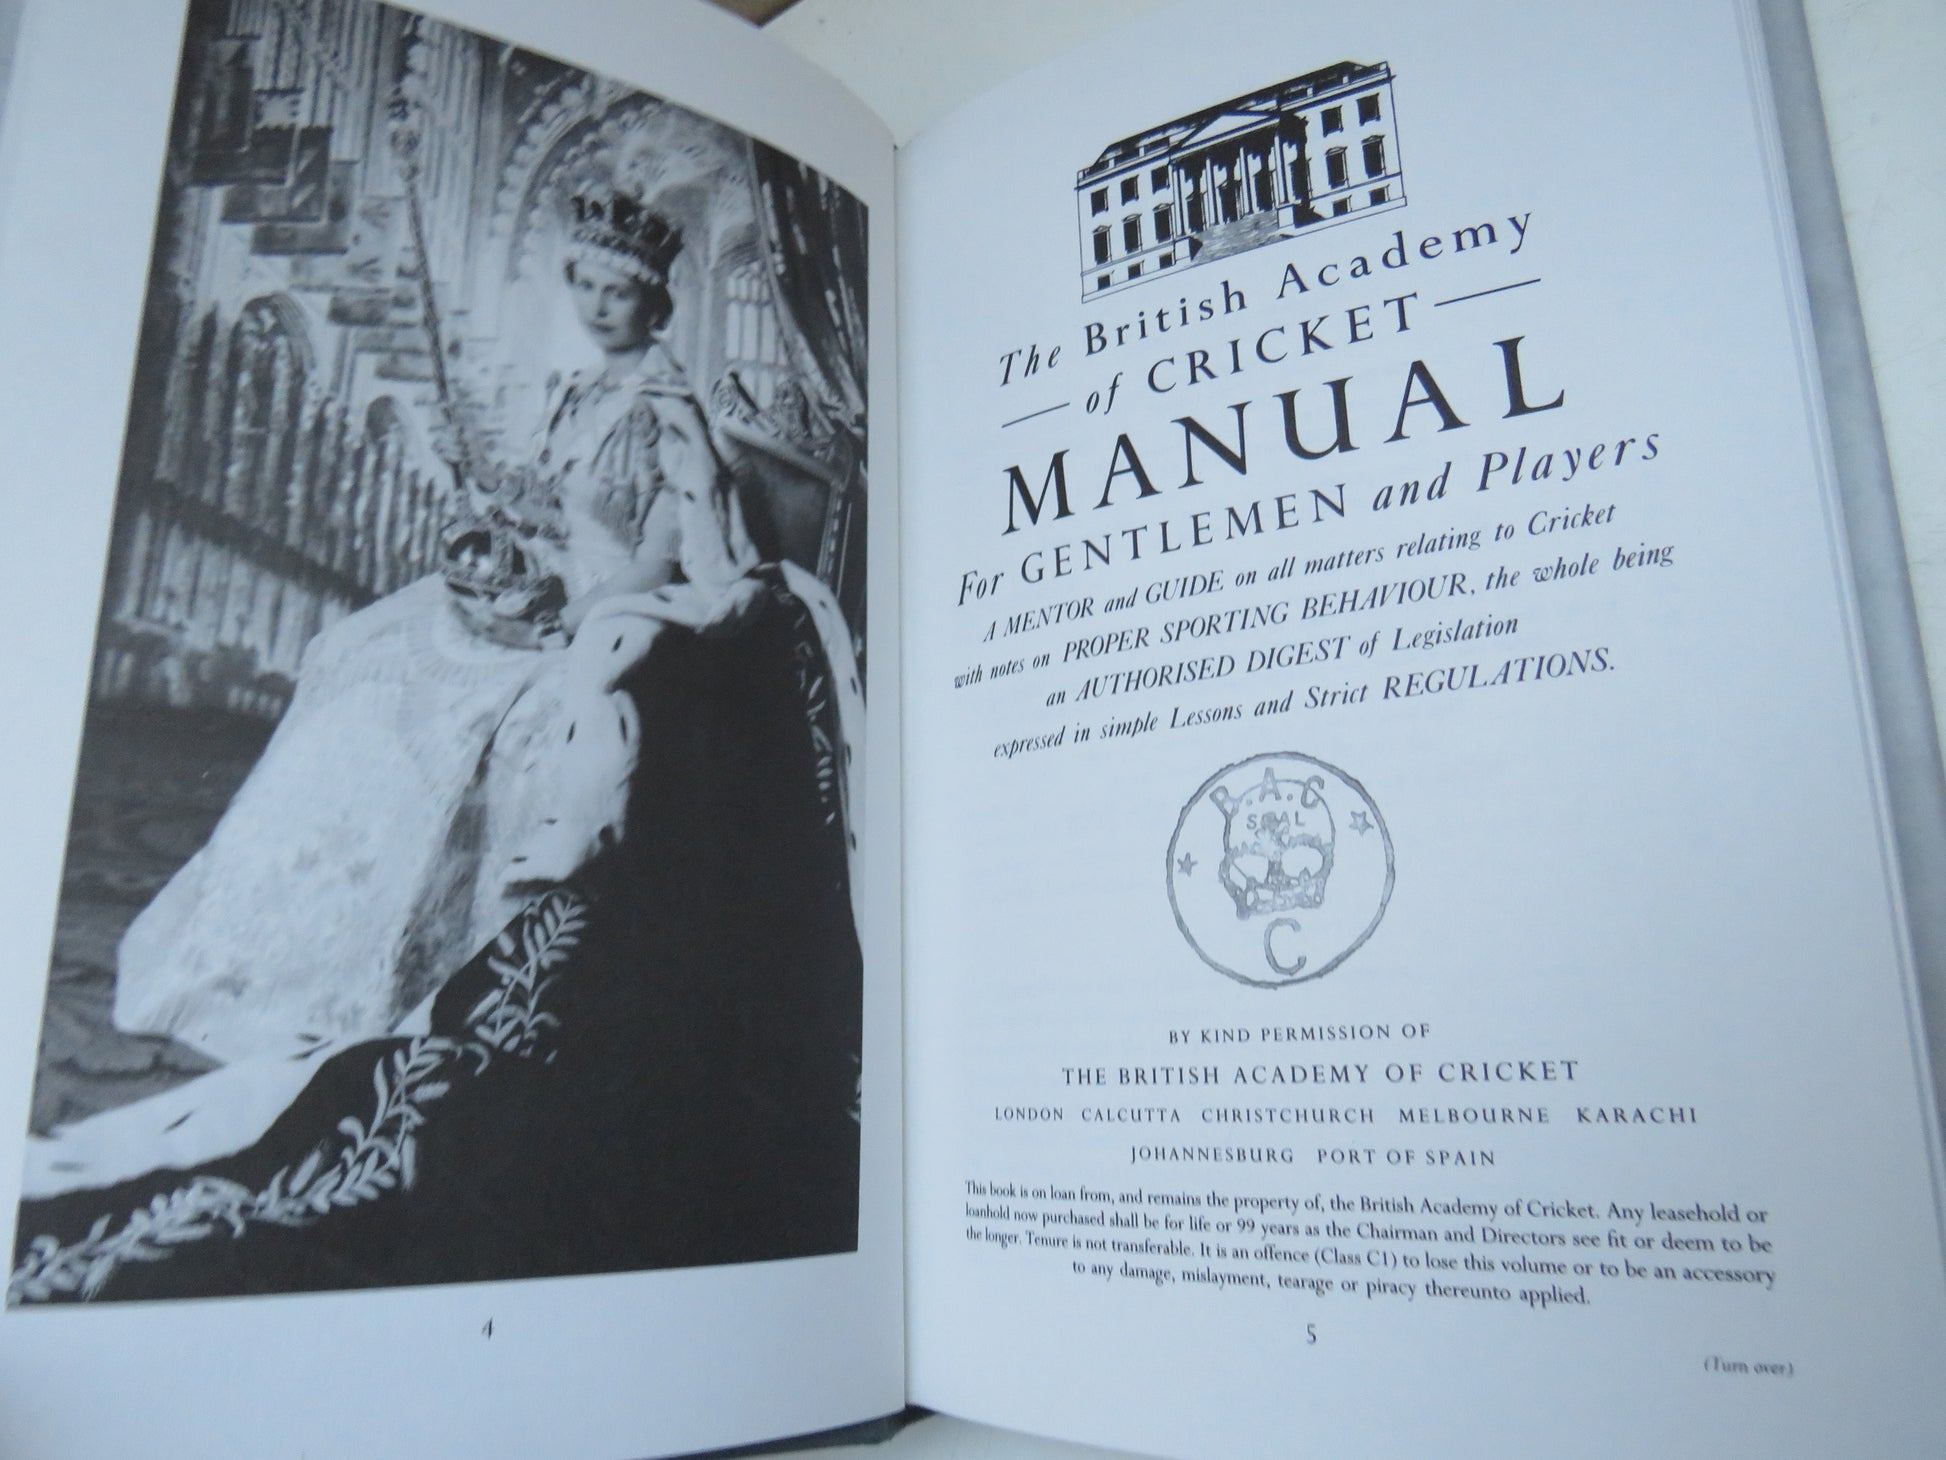 4
The British Academy
of CRICKET
MANUAL
For GENTLEMEN and Players
A MENTOR and GUIDE on all matters relating to Cricket
with notes on PROPER SPORTING BEHAVIOUR, the whole being
an AUTHORISED DIGEST of Legislation
expressed in simple Lessons and Strict REGULATIONS.
B.A.C
SEAL
C
BY KIND PERMISSION OF
THE BRITISH ACADEMY OF CRICKET
LONDON CALCUTTA CHRISTCHURCH MELBOURNE KARACHI
JOHANNESBURG PORT OF SPAIN
This book is on loan from, and remains the property of, the British Academy of Cricket. Any leasehold or
loanhold now purchased shall be for life or 99 years as the Chairman and Directors see fit or deem to be
the longer. Tenure is not transferable. It is an offence (Class C1) to lose this volume or to be an accessory
to any damage, mislayment, tearage or piracy thereunto applied.
5
(Turn over)